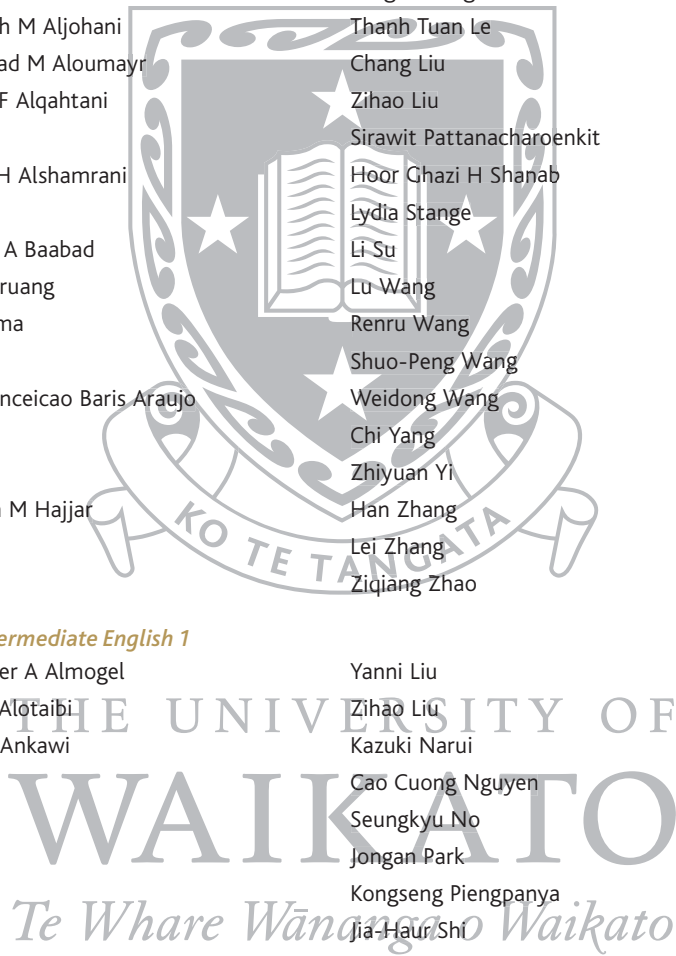 h M Aljohani
ad M Aloumayr
F Alqahtani
H Alshamrani
A Baabad
ruang
ma
nceicao Baris Araujo
M Hajjar
Thanh Tuan Le
Chang Liu
Zihao Liu
Sirawit Pattanacharoenkit
Hoor Ghazi H Shanab
Lydia Stange
Li Su
Lu Wang
Renru Wang
Shuo-Peng Wang
Weidong Wang
Chi Yang
Zhiyuan Yi
Han Zhang
Lei Zhang
Ziqiang Zhao
KO TE TANGATA
ermediate English 1
er A Almogel
Alotaibi
Ankawi
Yanni Liu
Zihao Liu
Kazuki Narui
Cao Cuong Nguyen
Seungkyu No
Jongan Park
Kongseng Piengpanya
Jia-Haur Shi
THE UNIVERSITY OF
WAIKATO
Te Whare Wānanga o Waikato